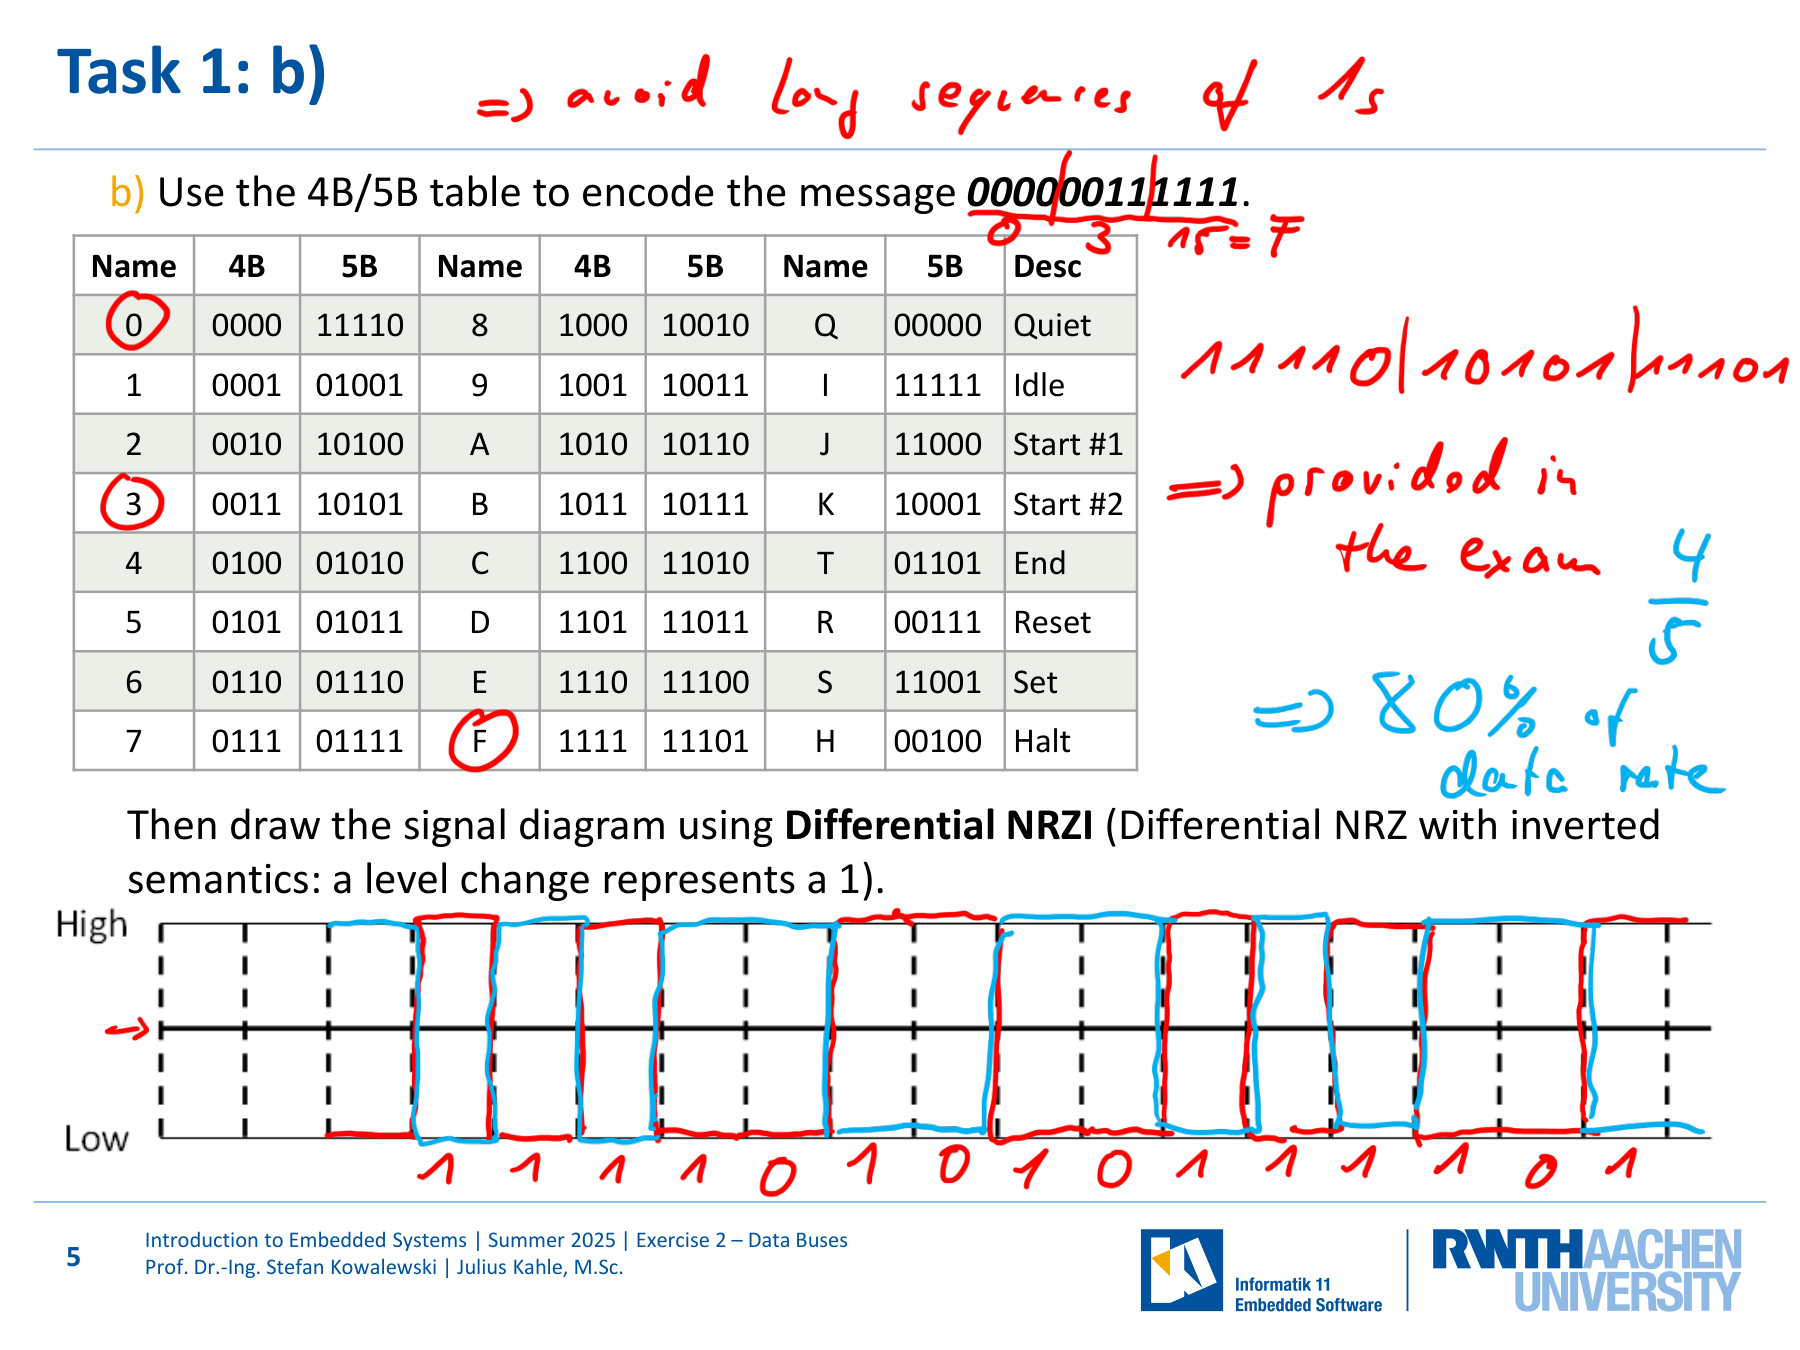 Task 1: b)
=> avoid long sequences of 1s
b) Use the 4B/5B table to encode the message 000000111111.
0 3 15 = F
Name 4B 5B Name 4B 5B Name 5B Desc
0 0000 11110 8 1000 10010 Q 00000 Quiet
1 0001 01001 9 1001 10011 I 11111 Idle
2 0010 10100 A 1010 10110 J 11000 Start #1
3 0011 10101 B 1011 10111 K 10001 Start #2
4 0100 01010 C 1100 11010 T 01101 End
5 0101 01011 D 1101 11011 R 00111 Reset
6 0110 01110 E 1110 11100 S 11001 Set
7 0111 01111 F 1111 11101 H 00100 Halt
11110|10101|11101
=> provided in
the exam
4
5
=> 80% of
data rate
Then draw the signal diagram using Differential NRZI (Differential NRZ with inverted
semantics: a level change represents a 1).
High
Low
1 1 1 1 0 1 0 1 0 1 1 1 1 0 1
5
Introduction to Embedded Systems | Summer 2025 | Exercise 2 – Data Buses
Prof. Dr.-Ing. Stefan Kowalewski | Julius Kahle, M.Sc.
Informatik 11
Embedded Software
RWTH AACHEN
UNIVERSITY